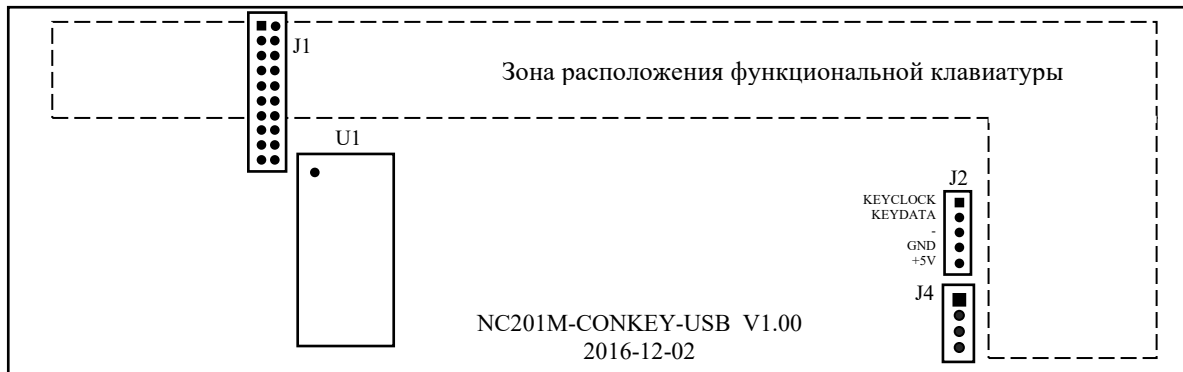 J1
Зона расположения функциональной клавиатуры
U1
J2
KEYCLOCK
KEYDATA
-
GND
+5V
J4
NC201M-CONKEY-USB V1.00
2016-12-02